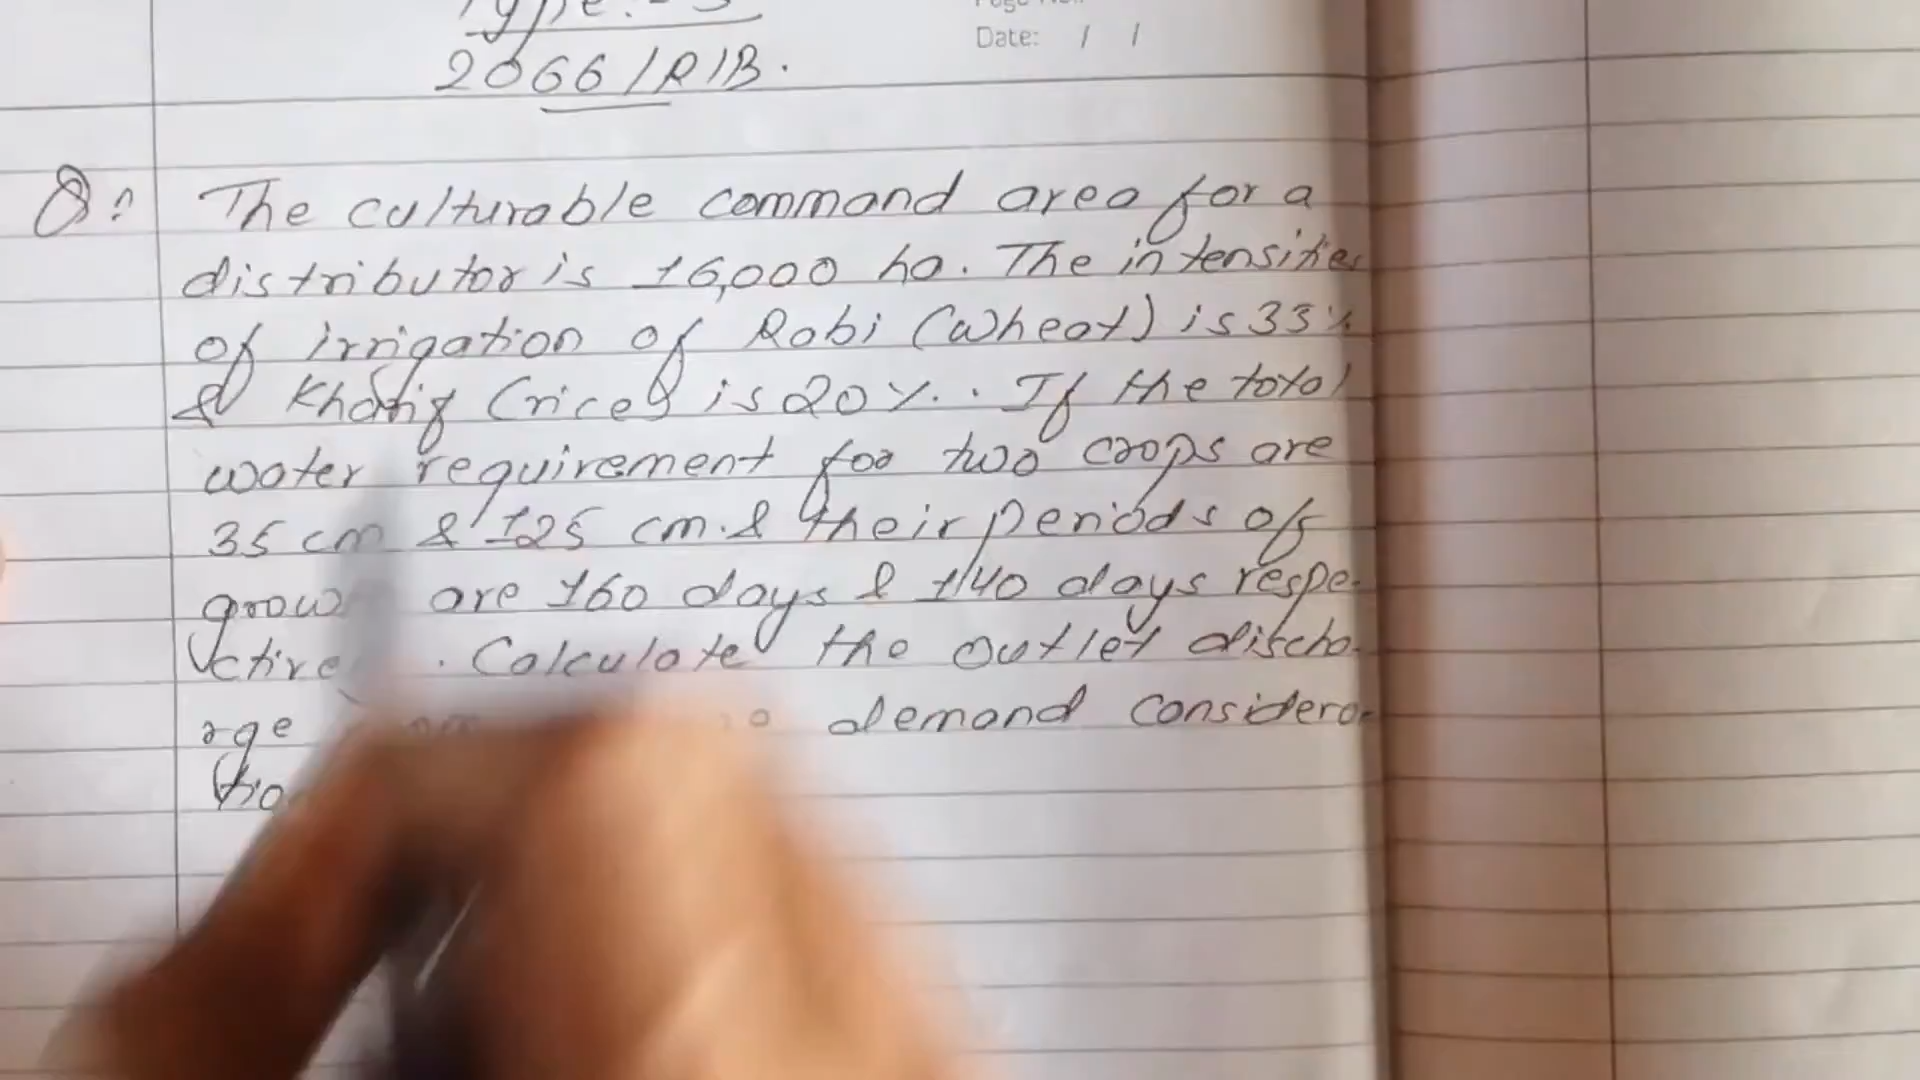 Type:-3
Date: / /
2066/R/B.
Q: The culturable command area for a
distributor is 16,000 ha. The intensities
of irrigation of Rabi (wheat) is 33%
& Kharif (rice) is 20%. If the total
water requirement for two crops are
35 cm & 125 cm. & their periods of
are 160 days & 140 days respe-
. Calculate the outlet discha-
rge demand considera-